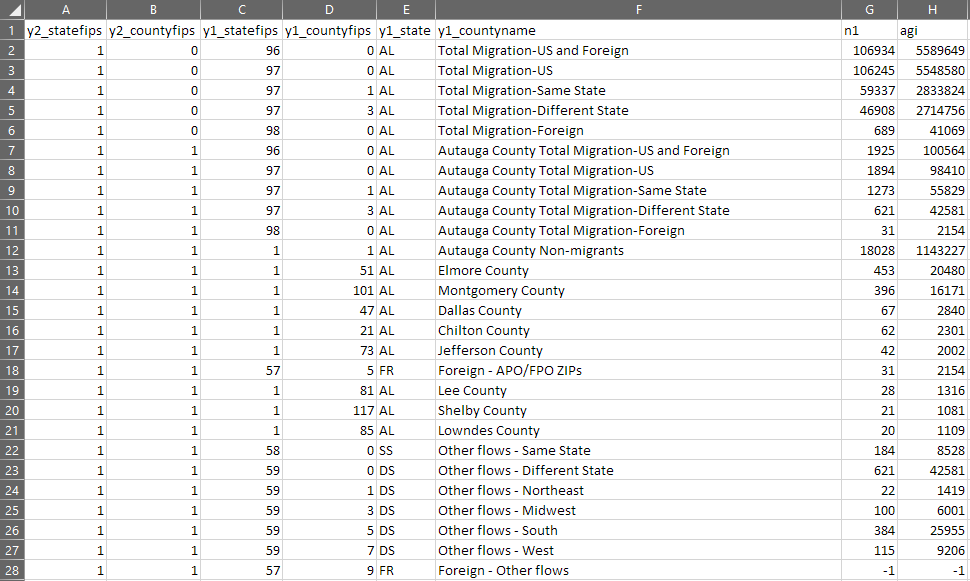 A B C D E F G H
1 y2_statefips y2_countyfips y1_statefips y1_countyfips y1_state y1_countyname n1 agi
2 1 0 96 0 AL Total Migration-US and Foreign 106934 5589649
3 1 0 97 0 AL Total Migration-US 106245 5548580
4 1 0 97 1 AL Total Migration-Same State 59337 2833824
5 1 0 97 3 AL Total Migration-Different State 46908 2714756
6 1 0 98 0 AL Total Migration-Foreign 689 41069
7 1 1 96 0 AL Autauga County Total Migration-US and Foreign 1925 100564
8 1 1 97 0 AL Autauga County Total Migration-US 1894 98410
9 1 1 97 1 AL Autauga County Total Migration-Same State 1273 55829
10 1 1 97 3 AL Autauga County Total Migration-Different State 621 42581
11 1 1 98 0 AL Autauga County Total Migration-Foreign 31 2154
12 1 1 1 1 AL Autauga County Non-migrants 18028 1143227
13 1 1 1 51 AL Elmore County 453 20480
14 1 1 1 101 AL Montgomery County 396 16171
15 1 1 1 47 AL Dallas County 67 2840
16 1 1 1 21 AL Chilton County 62 2301
17 1 1 1 73 AL Jefferson County 42 2002
18 1 1 57 5 FR Foreign - APO/FPO ZIPs 31 2154
19 1 1 1 81 AL Lee County 28 1316
20 1 1 1 117 AL Shelby County 21 1081
21 1 1 1 85 AL Lowndes County 20 1109
22 1 1 58 0 SS Other flows - Same State 184 8528
23 1 1 59 0 DS Other flows - Different State 621 42581
24 1 1 59 1 DS Other flows - Northeast 22 1419
25 1 1 59 3 DS Other flows - Midwest 100 6001
26 1 1 59 5 DS Other flows - South 384 25955
27 1 1 59 7 DS Other flows - West 115 9206
28 1 1 57 9 FR Foreign - Other flows -1 -1